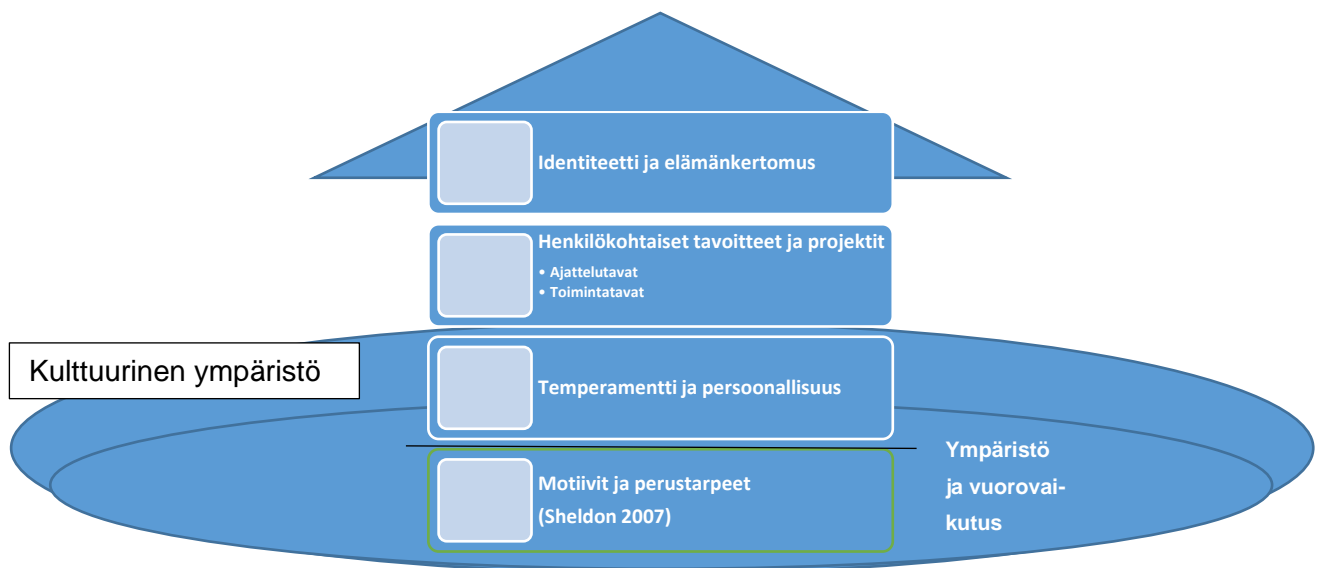 Identiteetti ja elämänkertomus
Henkilökohtaiset tavoitteet ja projektit
• Ajattelutavat
• Toimintatavat
Kulttuurinen ympäristö
Temperamentti ja persoonallisuus
Motiivit ja perustarpeet
(Sheldon 2007)
Ympäristö
ja vuorovai-
kutus